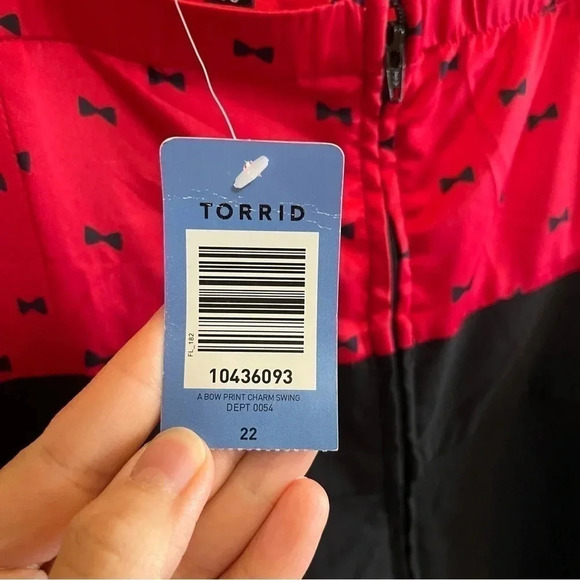 TORRID
FL_182
10436093
A BOW PRINT CHARM SWING
DEPT 0054
22